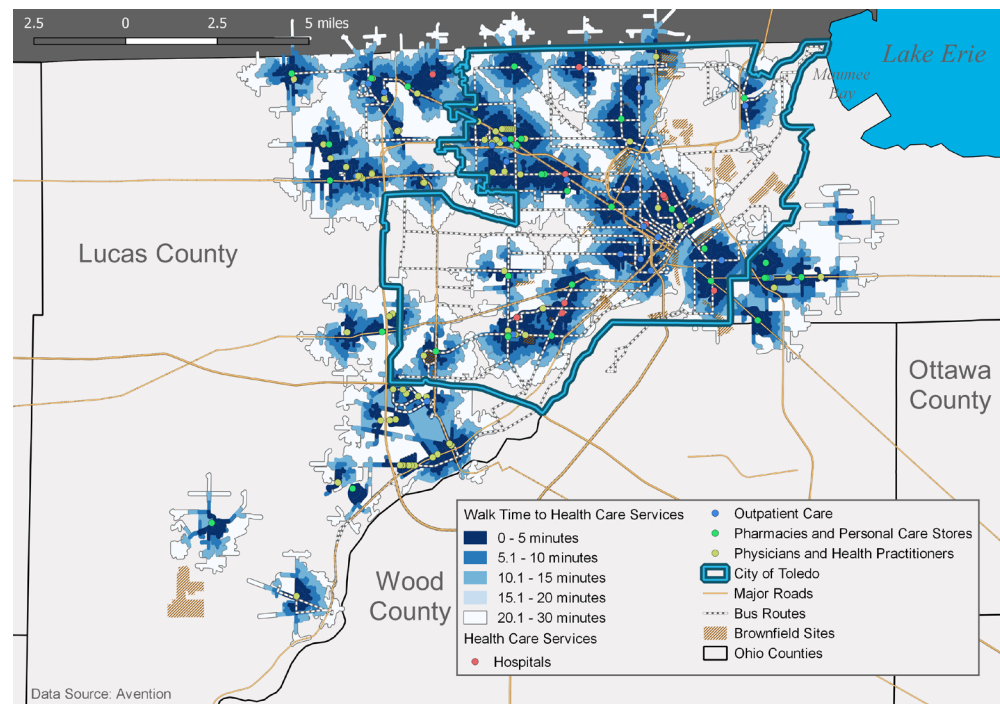 2.5 0 2.5 5 miles
Lake Erie
Maumee
Bay
Lucas County
Ottawa
County
Wood
County
Walk Time to Health Care Services
0 - 5 minutes
5.1 - 10 minutes
10.1 - 15 minutes
15.1 - 20 minutes
20.1 - 30 minutes
Health Care Services
Hospitals
Outpatient Care
Pharmacies and Personal Care Stores
Physicians and Health Practitioners
City of Toledo
Major Roads
Bus Routes
Brownfield Sites
Ohio Counties
Data Source: Avention